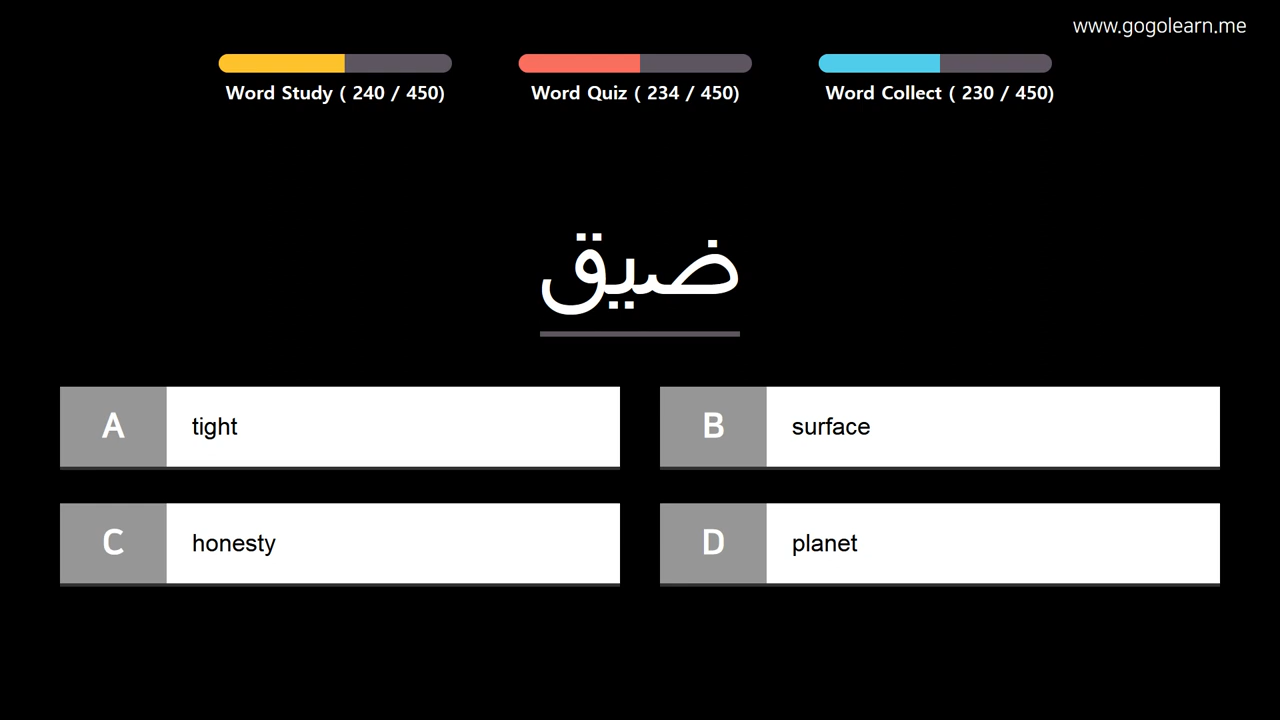 www.gogolearn.me
Word Study ( 240 / 450)
Word Quiz ( 234 / 450)
Word Collect ( 230 / 450)
ضيق
A tight
B surface
C honesty
D planet